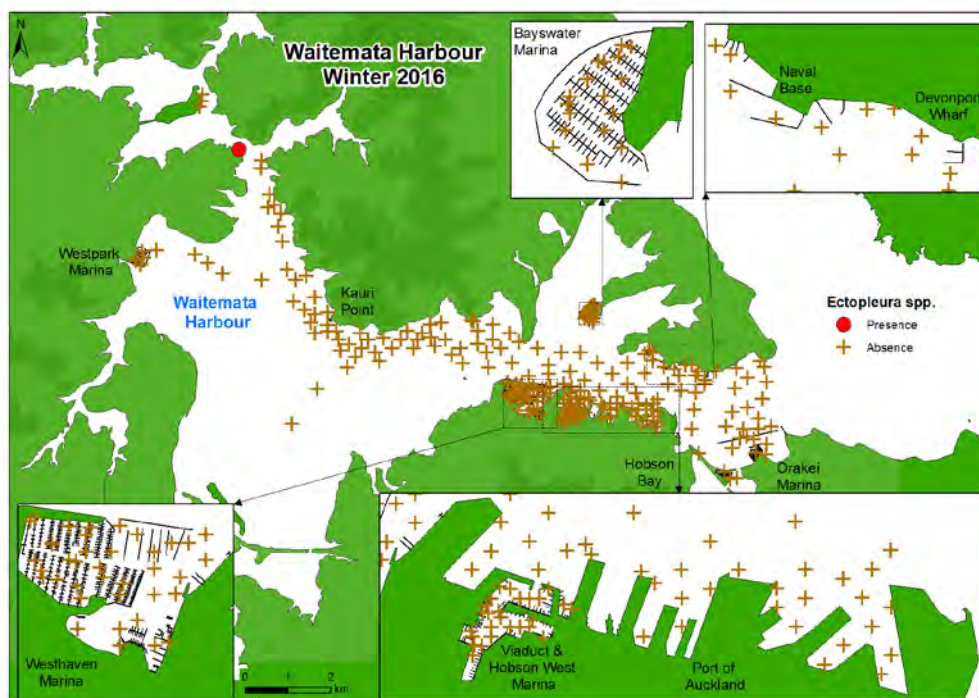 N
Waitemata Harbour
Winter 2016
Bayswater
Marina
Naval
Base
Devonport
Wharf
Westpark
Marina
Waitemata
Harbour
Kauri
Point
Ectopleura spp.
Presence
Absence
Hobson
Bay
Orakei
Marina
Westhaven
Marina
0 1 2
km
Viaduct &
Hobson West
Marina
Port of
Auckland